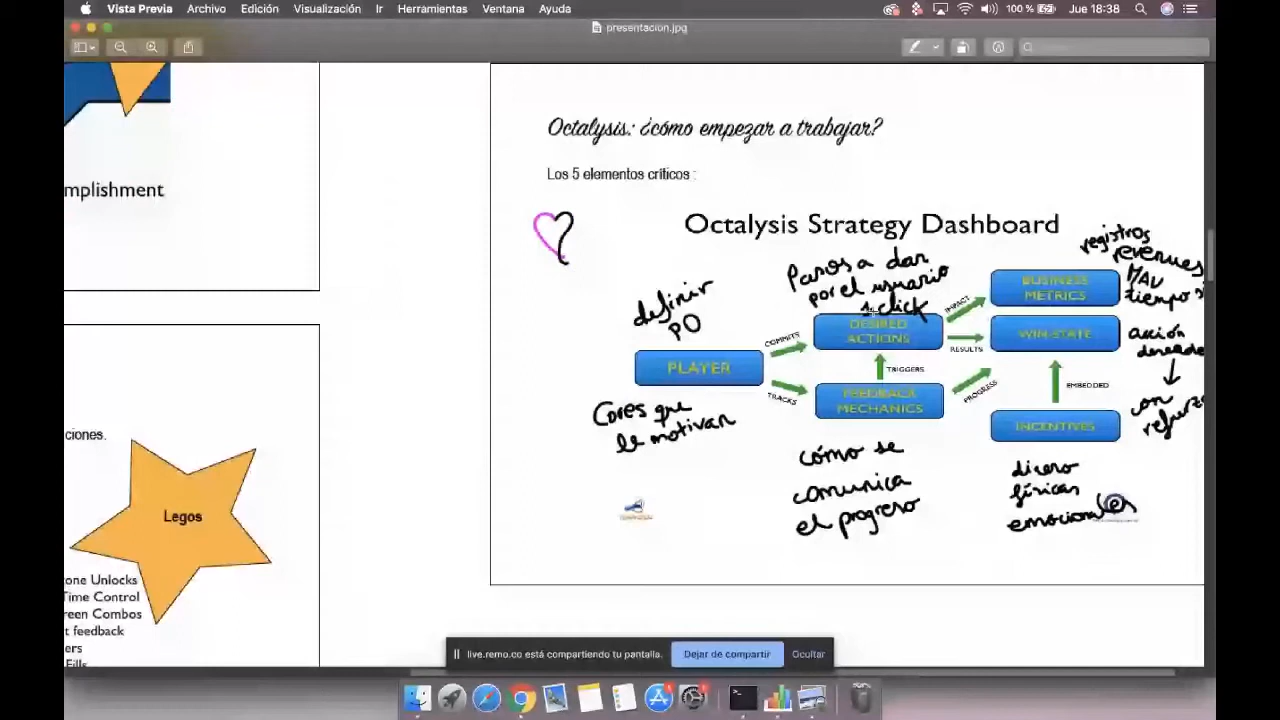 Vista Previa Archivo Edición Visualización Ir Herramientas Ventana Ayuda 100 % Jue 18:38
presentacion.jpg
mplishment
ciones.
Legos
one Unlocks
Time Control
reen Combos
t feedback
ers
Fills
Octalysis: ¿cómo empezar a trabajar?
Los 5 elementos críticos :
Octalysis Strategy Dashboard
registros
revenues
MAU
tiempo s
Pasos a dar
por el usuario
1 click
definir
PO
BUSINESS
METRICS
IMPACT
DESIRED
ACTIONS
WIN-STATE
acción
deseada
COMMITS
RESULTS
PLAYER
TRIGGERS
TRACKS
PROGRESS
EMBEDDED
FEEDBACK
MECHANICS
INCENTIVES
con
refuerzo
Cores que
le motivan
cómo se
comunica
el progreso
dinero
físicas
emocionales
live.remo.co está compartiendo tu pantalla. Dejar de compartir Ocultar